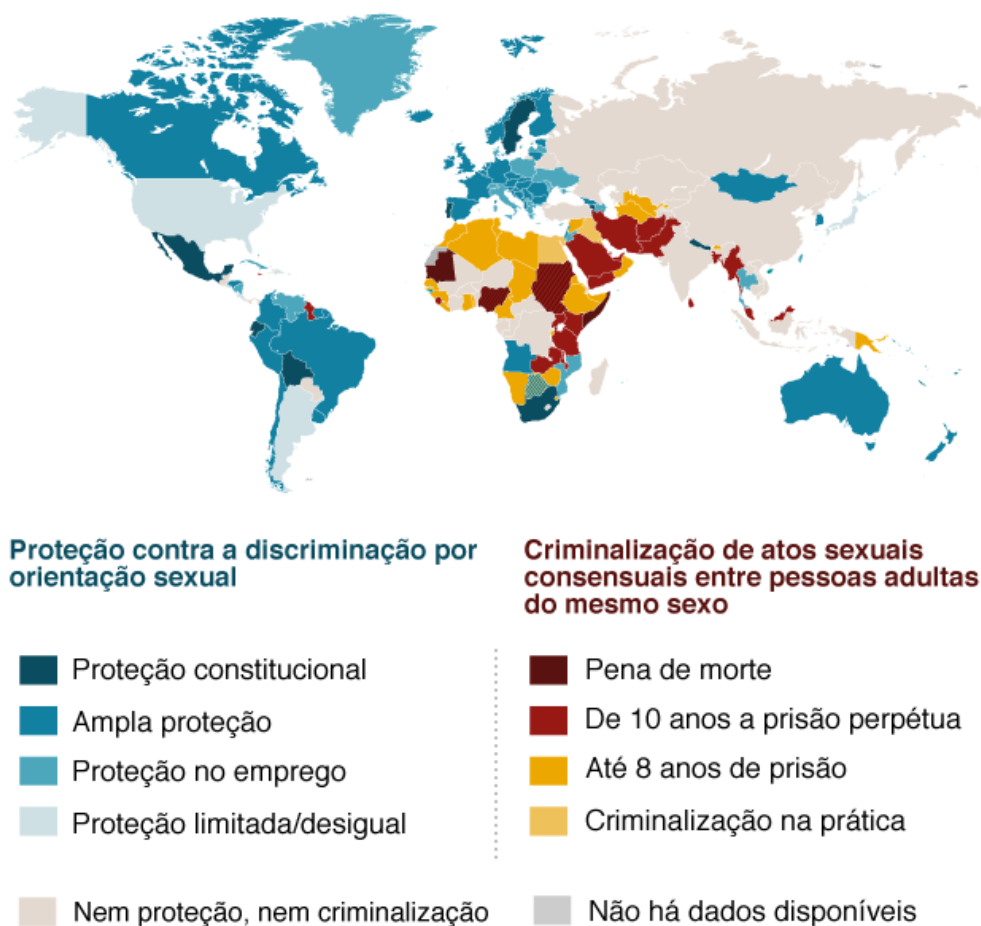 Proteção contra a discriminação por
orientação sexual
Proteção constitucional
Ampla proteção
Proteção no emprego
Proteção limitada/desigual
Nem proteção, nem criminalização
Criminalização de atos sexuais
consensuais entre pessoas adultas
do mesmo sexo
Pena de morte
De 10 anos a prisão perpétua
Até 8 anos de prisão
Criminalização na prática
Não há dados disponíveis